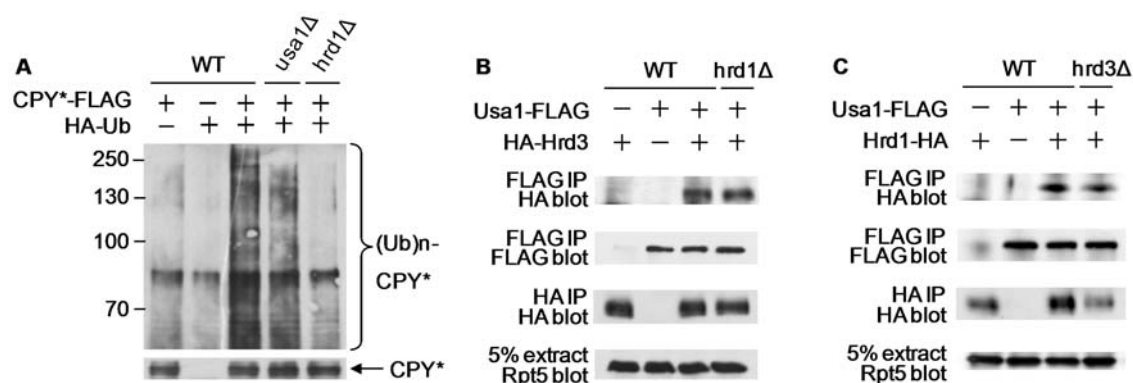 A
WT
usa1Δ
hrd1Δ
CPY*-FLAG + − + + +
HA-Ub − + + + +
250
130
100
70
(Ub)n-
CPY*
CPY*
B
WT
hrd1Δ
Usa1-FLAG − + + +
HA-Hrd3 + − + +
FLAG IP
HA blot
FLAG IP
FLAG blot
HA IP
HA blot
5% extract
Rpt5 blot
C
WT
hrd3Δ
Usa1-FLAG − + + +
Hrd1-HA + − + +
FLAG IP
HA blot
FLAG IP
FLAG blot
HA IP
HA blot
5% extract
Rpt5 blot